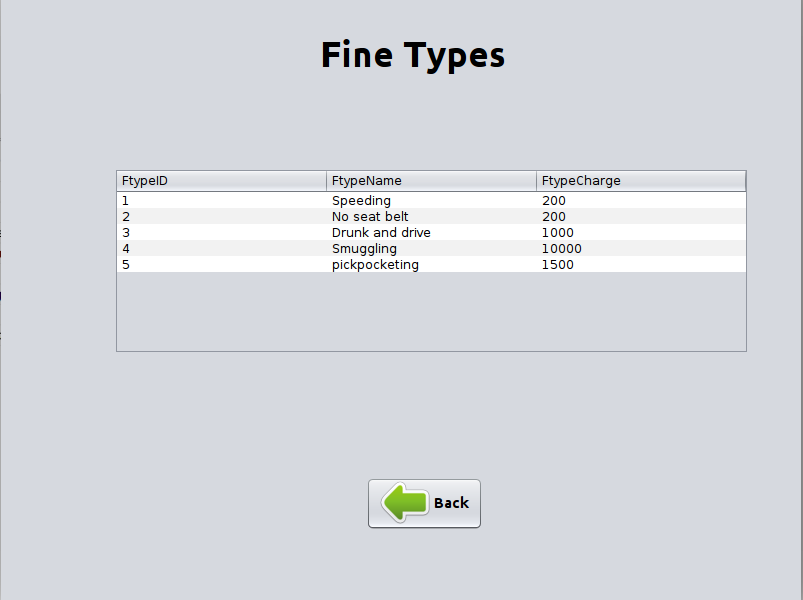 Fine Types
FtypeID FtypeName FtypeCharge
1 Speeding 200
2 No seat belt 200
3 Drunk and drive 1000
4 Smuggling 10000
5 pickpocketing 1500
Back